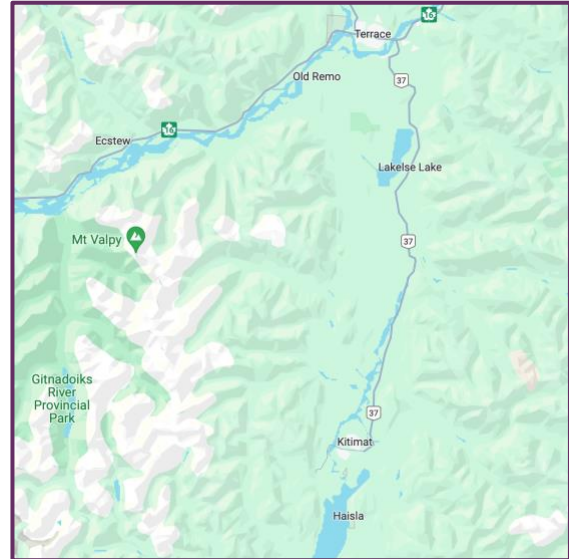 16
Terrace
37
Old Remo
16
Ecstew
Lakelse Lake
Mt Valpy
37
Gitnadoiks
River
Provincial
Park
37
Kitimat
Haisla